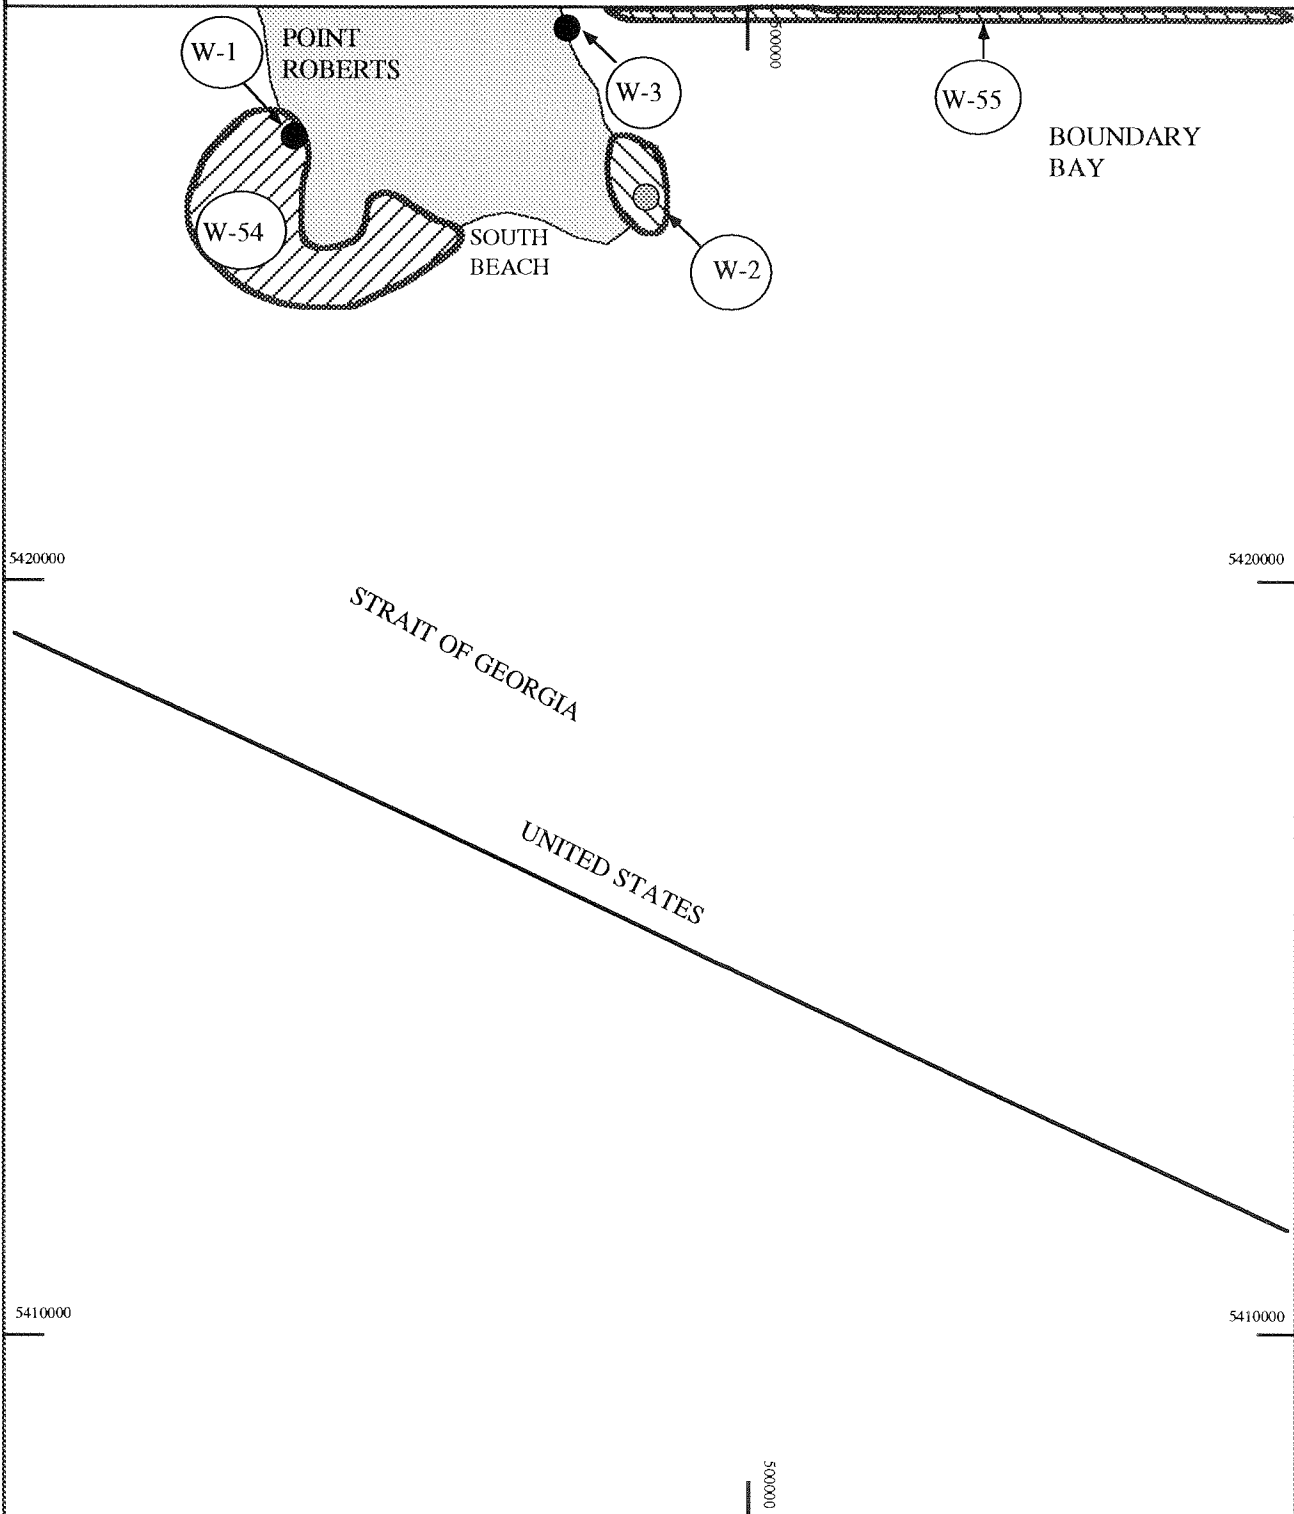 W-1
POINT
ROBERTS
W-3
500000
W-55
BOUNDARY
BAY
W-54
SOUTH
BEACH
W-2
5420000
5420000
STRAIT OF GEORGIA
UNITED STATES
5410000
5410000
500000